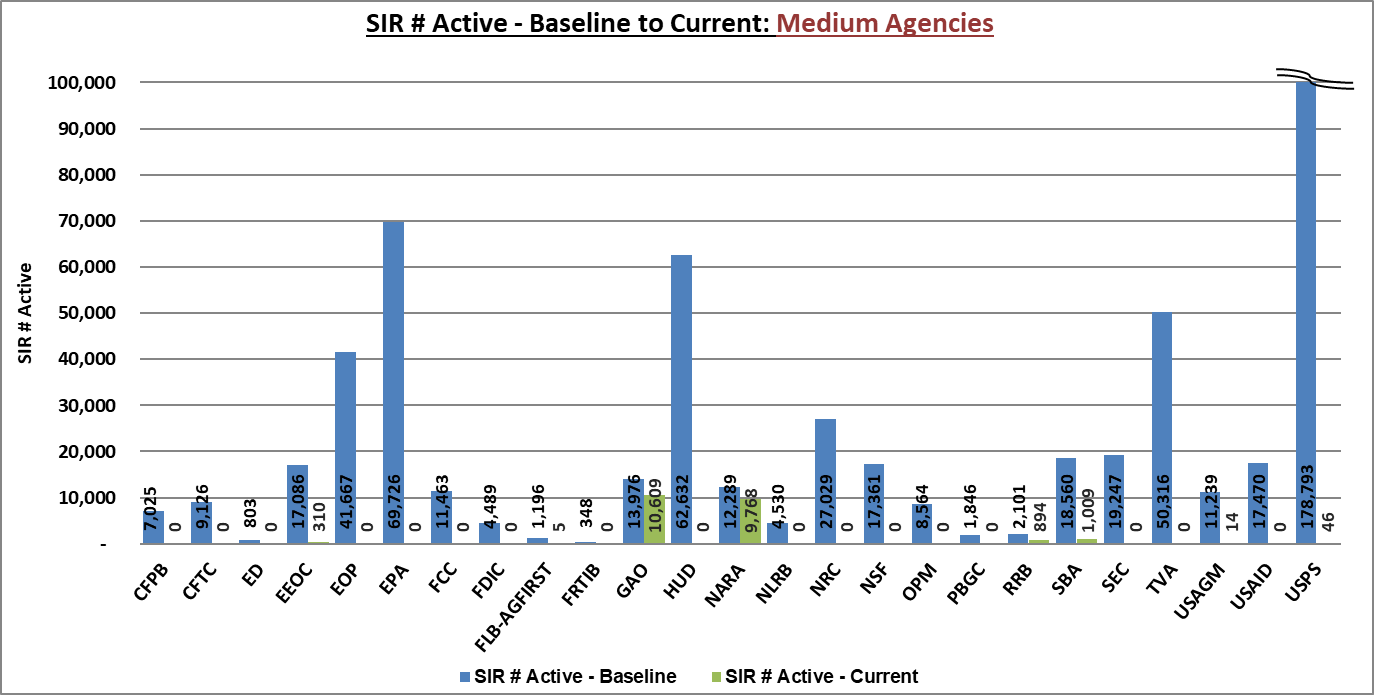 SIR # Active - Baseline to Current: Medium Agencies
SIR # Active
100,000
90,000
80,000
70,000
60,000
50,000
40,000
30,000
20,000
10,000
-
7,025 0 9,126 0 803 0 17,086 310 41,667 0 69,726 0 11,463 0 4,489 0 1,196 5 348 0 13,976 10,609 62,632 0 12,289 9,768 4,530 0 27,029 0 17,361 0 8,564 0 1,846 0 2,101 894 18,560 1,009 19,247 0 50,316 0 11,239 14 17,470 0 178,793 46
CFPB CFTC ED EEOC EOP EPA FCC FDIC FLB-AGFIRST FRTIB GAO HUD NARA NLRB NRC NSF OPM PBGC RRB SBA SEC TVA USAGM USAID USPS
SIR # Active - Baseline SIR # Active - Current